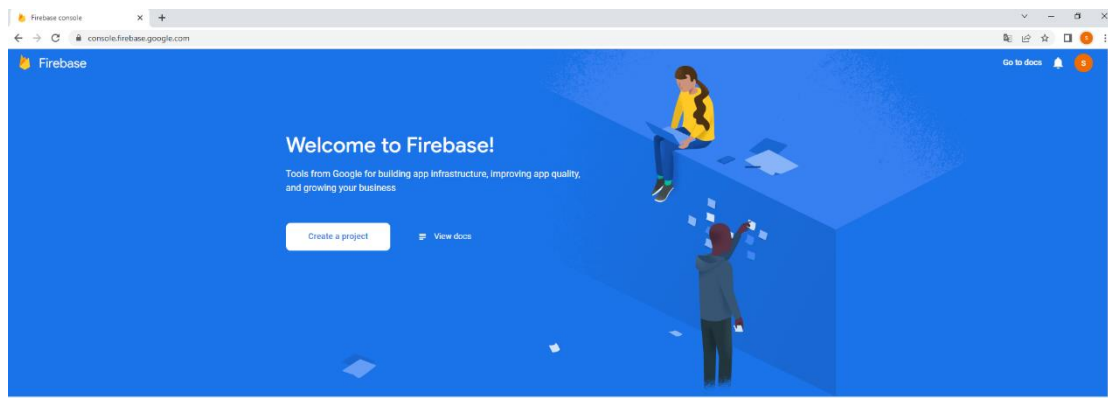 Firebase console
console.firebase.google.com
S
Firebase
Go to docs
S
Welcome to Firebase!
Tools from Google for building app infrastructure, improving app quality,
and growing your business
Create a project
View docs